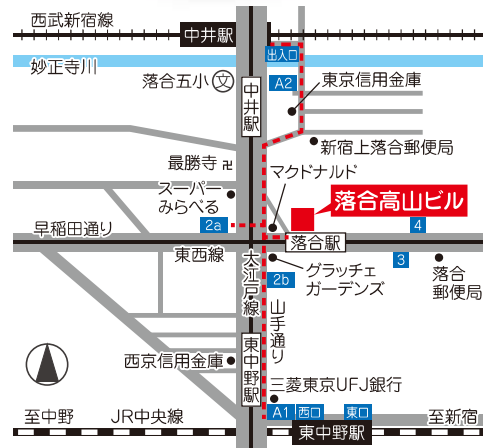 西武新宿線
中井駅
妙正寺川
出入口
落合五小
文
A2
東京信用金庫
中井駅
新宿上落合郵便局
最勝寺
卍
マクドナルド
スーパー
みらべる
落合高山ビル
2a
4
早稲田通り
落合駅
東西線
大江戸線
3
グラッチェ
ガーデンズ
落合
郵便局
2b
山手通り
西京信用金庫
東中野駅
三菱東京UFJ銀行
A1
西口
東口
至中野
JR中央線
東中野駅
至新宿